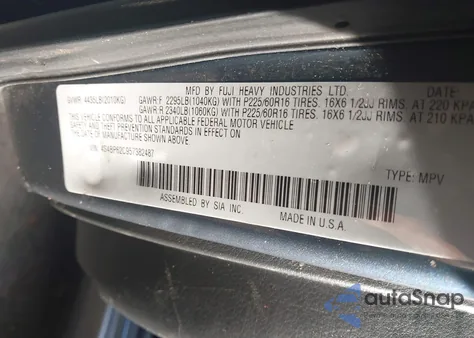 MFD BY FUJI HEAVY INDUSTRIES LTD. DATE:
GVWR: 4435LB(2010KG) GAWR:F 2295LB(1040KG) WITH P225/60R16 TIRES, 16X6 1/2JJ RIMS, AT 220 KPA
GAWR:R 2340LB(1060KG) WITH P225/60R16 TIRES, 16X6 1/2JJ RIMS, AT 210 KPA
THIS VEHICLE CONFORMS TO ALL APPLICABLE FEDERAL MOTOR VEHICLE
SAFETY AND THEFT PREVENTION STANDARDS IN EFFECT ON
THE DATE OF MANUFACTURE SHOWN ABOVE.
VIN: TYPE: MPV
ASSEMBLED BY SIA INC. MADE IN U.S.A.
autoSnap